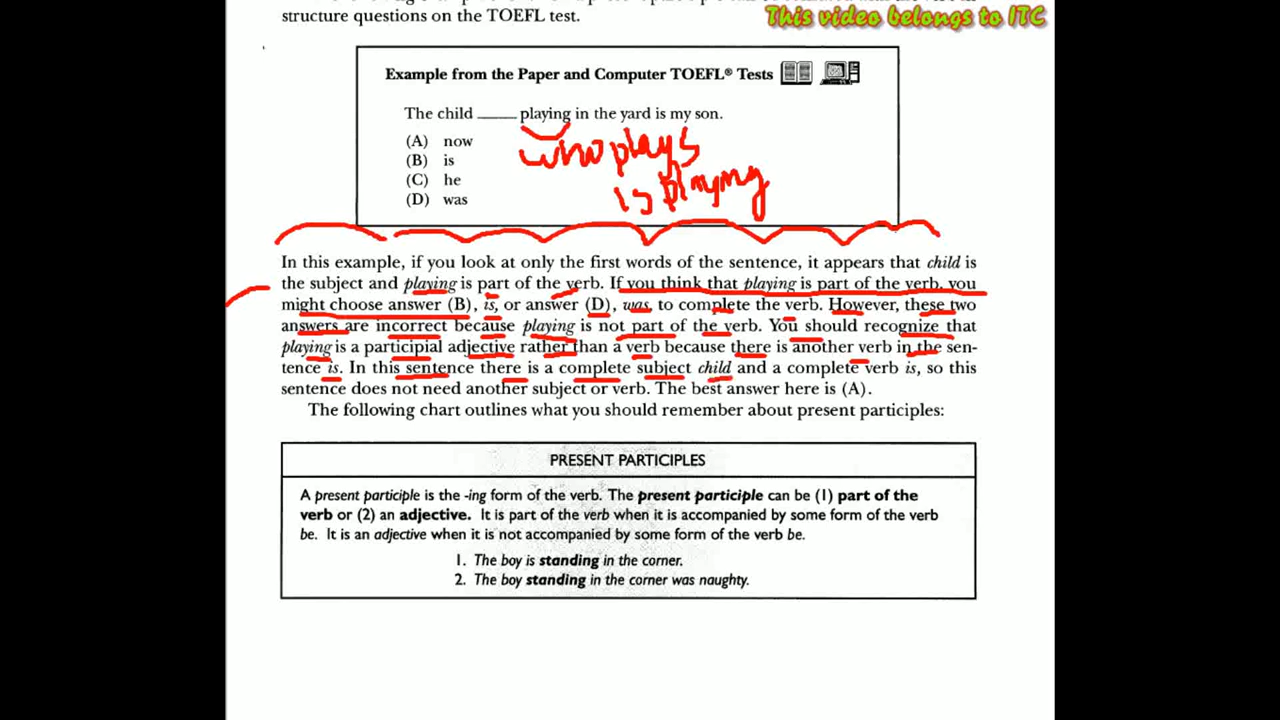 structure questions on the TOEFL test.
This video belongs to ITC
Example from the Paper and Computer TOEFL® Tests
The child ____ playing in the yard is my son.
(A) now
(B) is
(C) he
(D) was
who plays
is playing
In this example, if you look at only the first words of the sentence, it appears that child is
the subject and playing is part of the verb. If you think that playing is part of the verb, you
might choose answer (B), is, or answer (D), was, to complete the verb. However, these two
answers are incorrect because playing is not part of the verb. You should recognize that
playing is a participial adjective rather than a verb because there is another verb in the sen-
tence is. In this sentence there is a complete subject child and a complete verb is, so this
sentence does not need another subject or verb. The best answer here is (A).
The following chart outlines what you should remember about present participles:
PRESENT PARTICIPLES
A present participle is the -ing form of the verb. The present participle can be (1) part of the
verb or (2) an adjective. It is part of the verb when it is accompanied by some form of the verb
be. It is an adjective when it is not accompanied by some form of the verb be.
1. The boy is standing in the corner.
2. The boy standing in the corner was naughty.